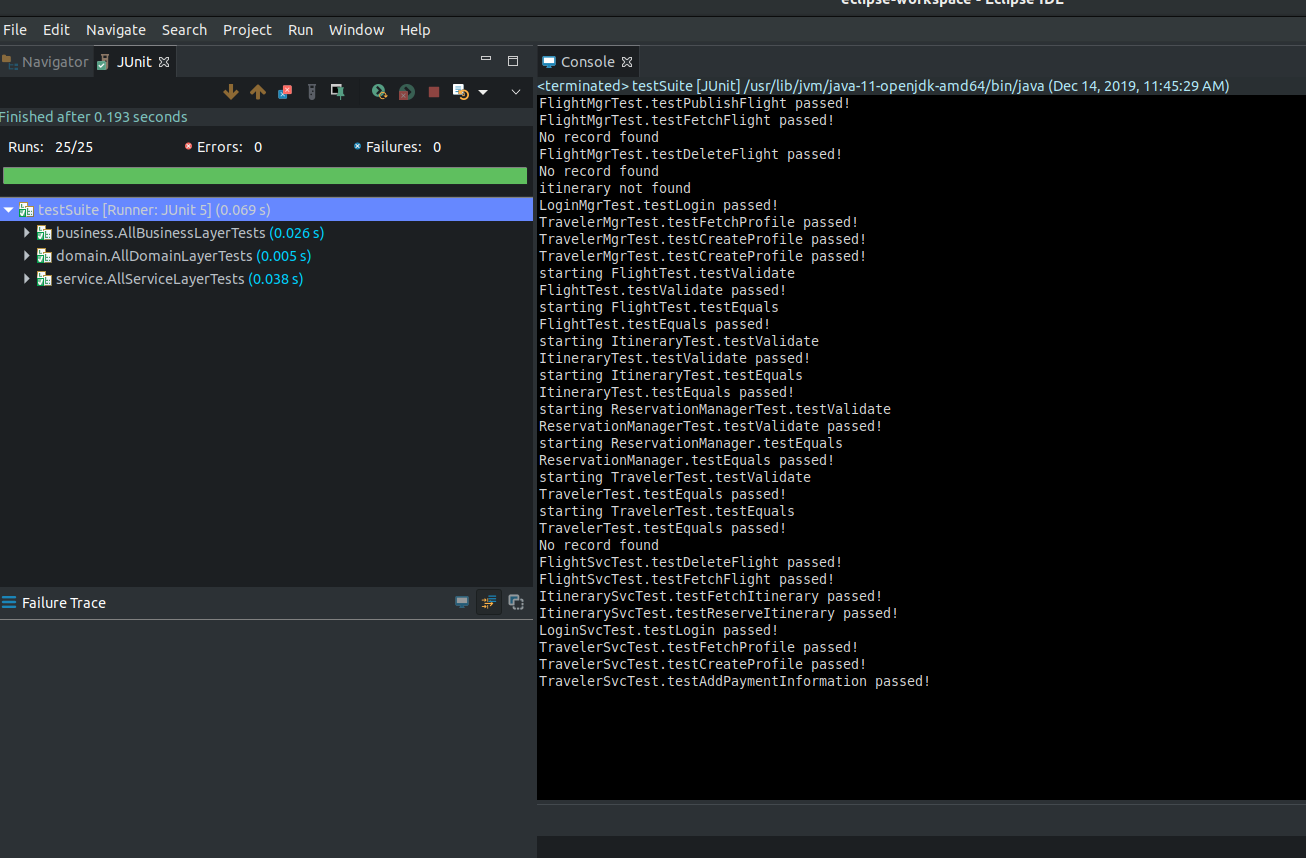 eclipse-workspace - Eclipse IDE
File Edit Navigate Search Project Run Window Help
Navigator JUnit
Finished after 0.193 seconds
Runs: 25/25 Errors: 0 Failures: 0
testSuite [Runner: JUnit 5] (0.069 s)
business.AllBusinessLayerTests (0.026 s)
domain.AllDomainLayerTests (0.005 s)
service.AllServiceLayerTests (0.038 s)
Failure Trace
Console
<terminated> testSuite [JUnit] /usr/lib/jvm/java-11-openjdk-amd64/bin/java (Dec 14, 2019, 11:45:29 AM)
FlightMgrTest.testPublishFlight passed!
FlightMgrTest.testFetchFlight passed!
No record found
FlightMgrTest.testDeleteFlight passed!
No record found
itinerary not found
LoginMgrTest.testLogin passed!
TravelerMgrTest.testFetchProfile passed!
TravelerMgrTest.testCreateProfile passed!
TravelerMgrTest.testCreateProfile passed!
starting FlightTest.testValidate
FlightTest.testValidate passed!
starting FlightTest.testEquals
FlightTest.testEquals passed!
starting ItineraryTest.testValidate
ItineraryTest.testValidate passed!
starting ItineraryTest.testEquals
ItineraryTest.testEquals passed!
starting ReservationManagerTest.testValidate
ReservationManagerTest.testValidate passed!
starting ReservationManager.testEquals
ReservationManager.testEquals passed!
starting TravelerTest.testValidate
TravelerTest.testEquals passed!
starting TravelerTest.testEquals
TravelerTest.testEquals passed!
No record found
FlightSvcTest.testDeleteFlight passed!
FlightSvcTest.testFetchFlight passed!
ItinerarySvcTest.testFetchItinerary passed!
ItinerarySvcTest.testReserveItinerary passed!
LoginSvcTest.testLogin passed!
TravelerSvcTest.testFetchProfile passed!
TravelerSvcTest.testCreateProfile passed!
TravelerSvcTest.testAddPaymentInformation passed!